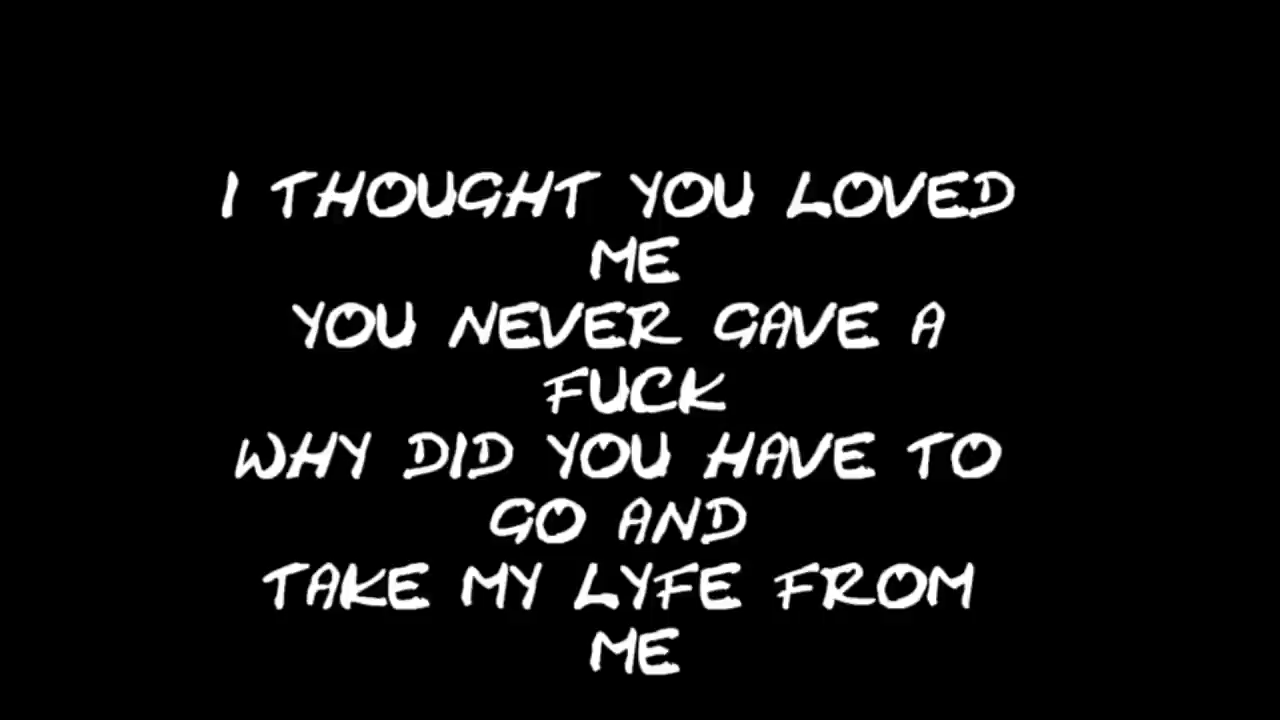 I THOUGHT YOU LOVED
ME
YOU NEVER GAVE A
FUCK
WHY DID YOU HAVE TO
GO AND
TAKE MY LYFE FROM
ME